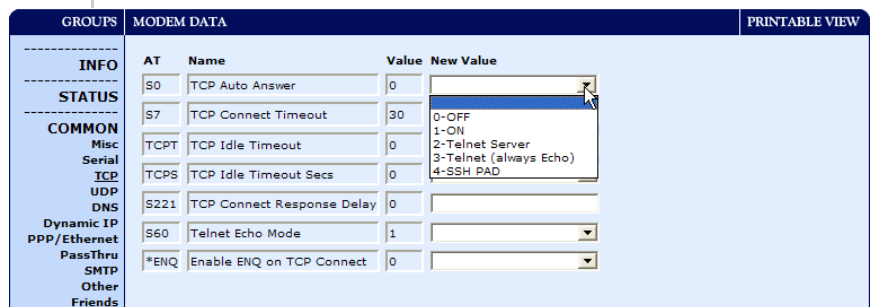 GROUPS MODEM DATA PRINTABLE VIEW
INFO
STATUS
COMMON
Misc
Serial
TCP
UDP
DNS
Dynamic IP
PPP/Ethernet
PassThru
SMTP
Other
Friends
AT Name Value New Value
S0 TCP Auto Answer 0
S7 TCP Connect Timeout 30
TCPT TCP Idle Timeout 0
TCPS TCP Idle Timeout Secs 0
S221 TCP Connect Response Delay 0
S60 Telnet Echo Mode 1
*ENQ Enable ENQ on TCP Connect 0
0-OFF
1-ON
2-Telnet Server
3-Telnet (always Echo)
4-SSH PAD